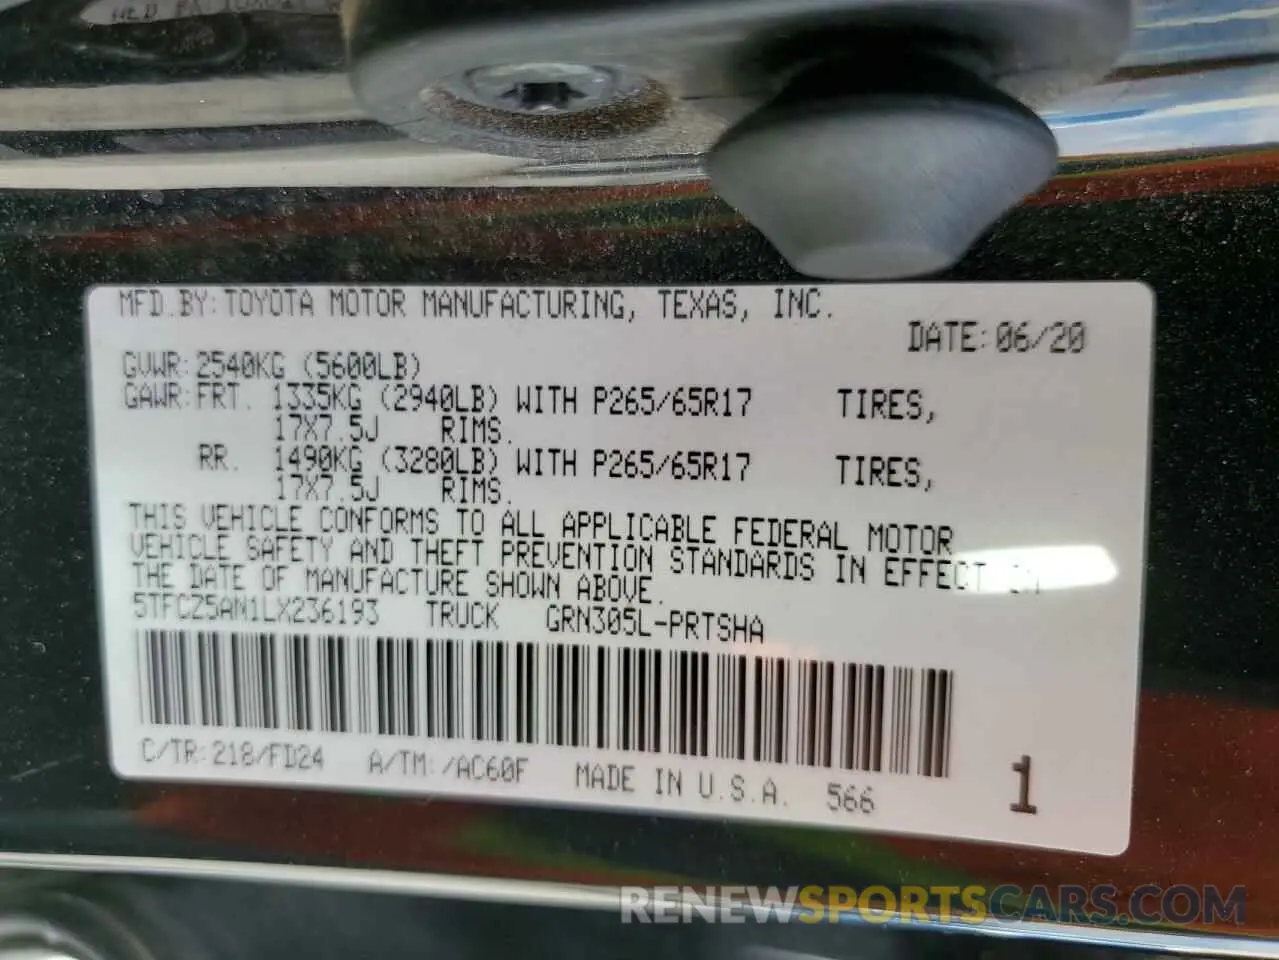 MFD.BY: TOYOTA MOTOR MANUFACTURING, TEXAS, INC.
DATE: 06/20
GVWR: 2540KG (5600LB)
GAWR: FRT. 1335KG (2940LB) WITH P265/65R17 TIRES,
17X7.5J RIMS.
RR. 1490KG (3280LB) WITH P265/65R17 TIRES,
17X7.5J RIMS.
THIS VEHICLE CONFORMS TO ALL APPLICABLE FEDERAL MOTOR
VEHICLE SAFETY AND THEFT PREVENTION STANDARDS IN EFFECT ON
THE DATE OF MANUFACTURE SHOWN ABOVE.
5TFCZ5AN1LX236193 TRUCK GRN305L-PRTSHA
C/TR: 218/FD24 A/TM: /AC60F MADE IN U.S.A. 566 1
RENEWSPORTSCARS.COM